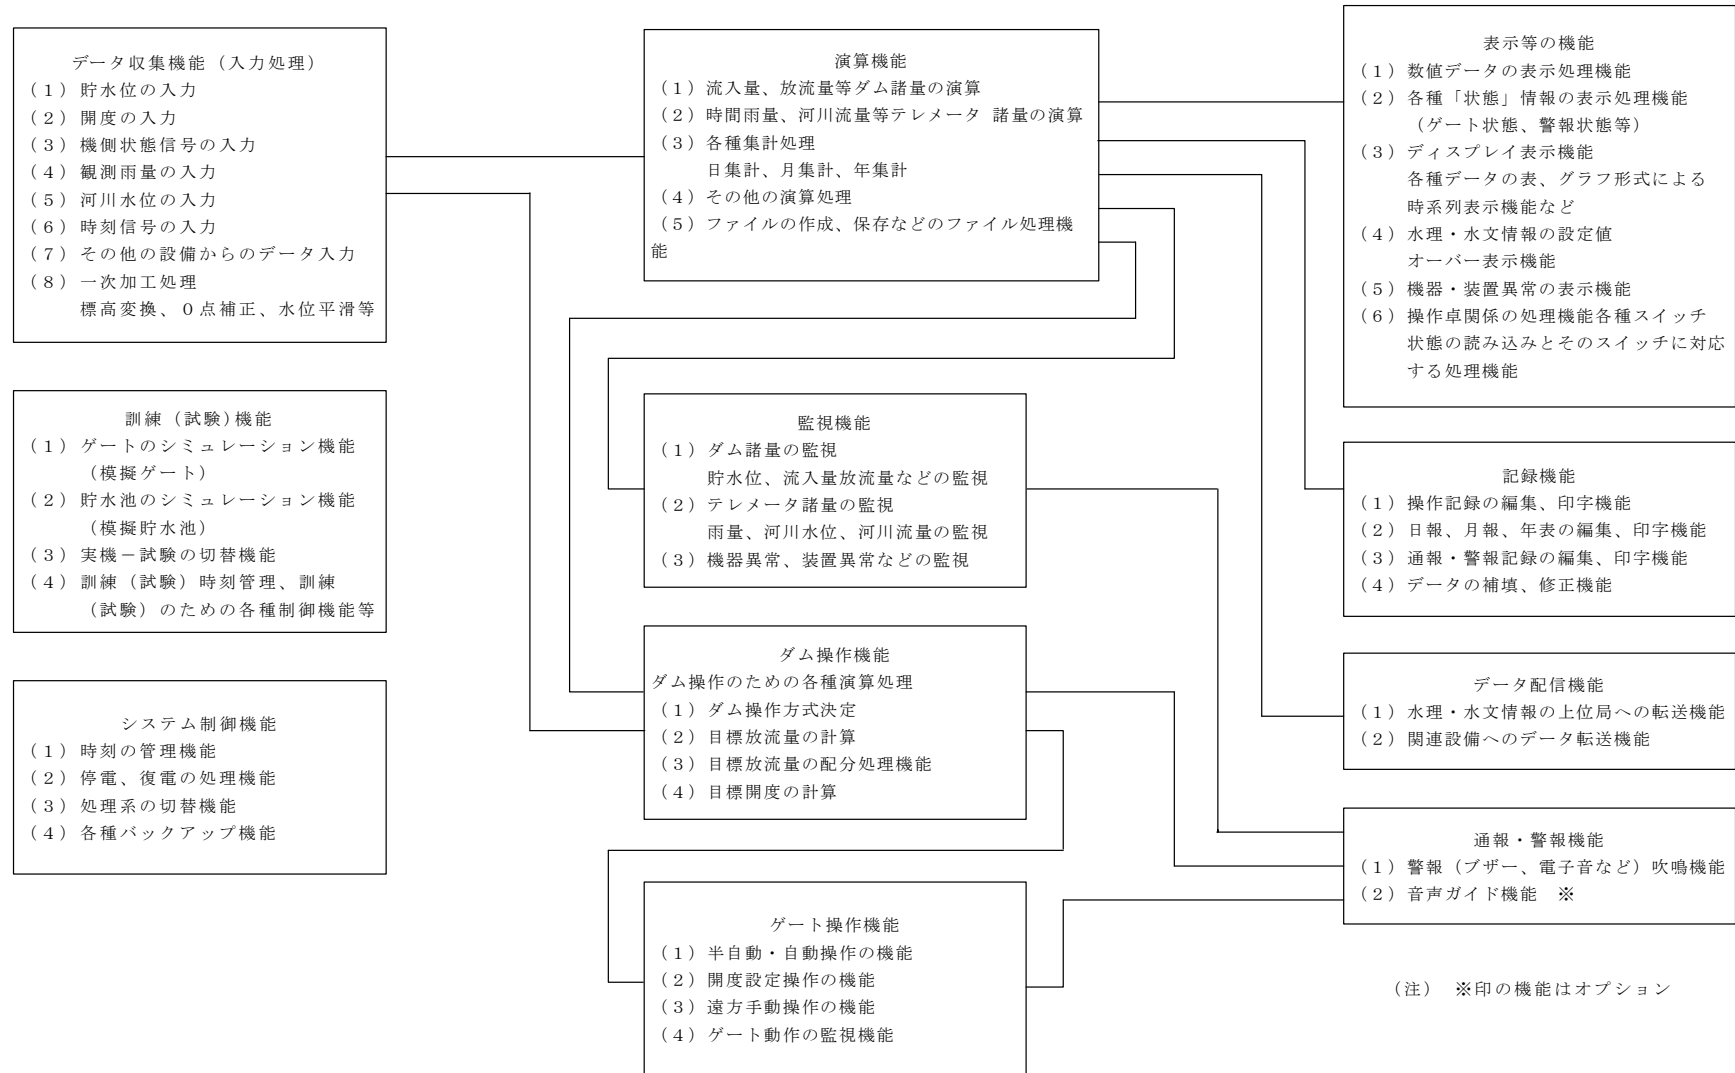 データ収集機能（入力処理）
（１）貯水位の入力
（２）開度の入力
（３）機側状態信号の入力
（４）観測雨量の入力
（５）河川水位の入力
（６）時刻信号の入力
（７）その他の設備からのデータ入力
（８）一次加工処理
標高変換、０点補正、水位平滑等
訓練（試験）機能
（１）ゲートのシミュレーション機能
（模擬ゲート）
（２）貯水池のシミュレーション機能
（模擬貯水池）
（３）実機－試験の切替機能
（４）訓練（試験）時刻管理、訓練
（試験）のための各種制御機能等
システム制御機能
（１）時刻の管理機能
（２）停電、復電の処理機能
（３）処理系の切替機能
（４）各種バックアップ機能
演算機能
（１）流入量、放流量等ダム諸量の演算
（２）時間雨量、河川流量等テレメータ 諸量の演算
（３）各種集計処理
日集計、月集計、年集計
（４）その他の演算処理
（５）ファイルの作成、保存などのファイル処理機
能
監視機能
（１）ダム諸量の監視
貯水位、流入量放流量などの監視
（２）テレメータ諸量の監視
雨量、河川水位、河川流量の監視
（３）機器異常、装置異常などの監視
ダム操作機能
ダム操作のための各種演算処理
（１）ダム操作方式決定
（２）目標放流量の計算
（３）目標放流量の配分処理機能
（４）目標開度の計算
ゲート操作機能
（１）半自動・自動操作の機能
（２）開度設定操作の機能
（３）遠方手動操作の機能
（４）ゲート動作の監視機能
表示等の機能
（１）数値データの表示処理機能
（２）各種「状態」情報の表示処理機能
（ゲート状態、警報状態等）
（３）ディスプレイ表示機能
各種データの表、グラフ形式による
時系列表示機能など
（４）水理・水文情報の設定値
オーバー表示機能
（５）機器・装置異常の表示機能
（６）操作卓関係の処理機能各種スイッチ
状態の読み込みとそのスイッチに対応
する処理機能
記録機能
（１）操作記録の編集、印字機能
（２）日報、月報、年表の編集、印字機能
（３）通報・警報記録の編集、印字機能
（４）データの補填、修正機能
データ配信機能
（１）水理・水文情報の上位局への転送機能
（２）関連設備へのデータ転送機能
通報・警報機能
（１）警報（ブザー、電子音など）吹鳴機能
（２）音声ガイド機能　※
（注）　※印の機能はオプション